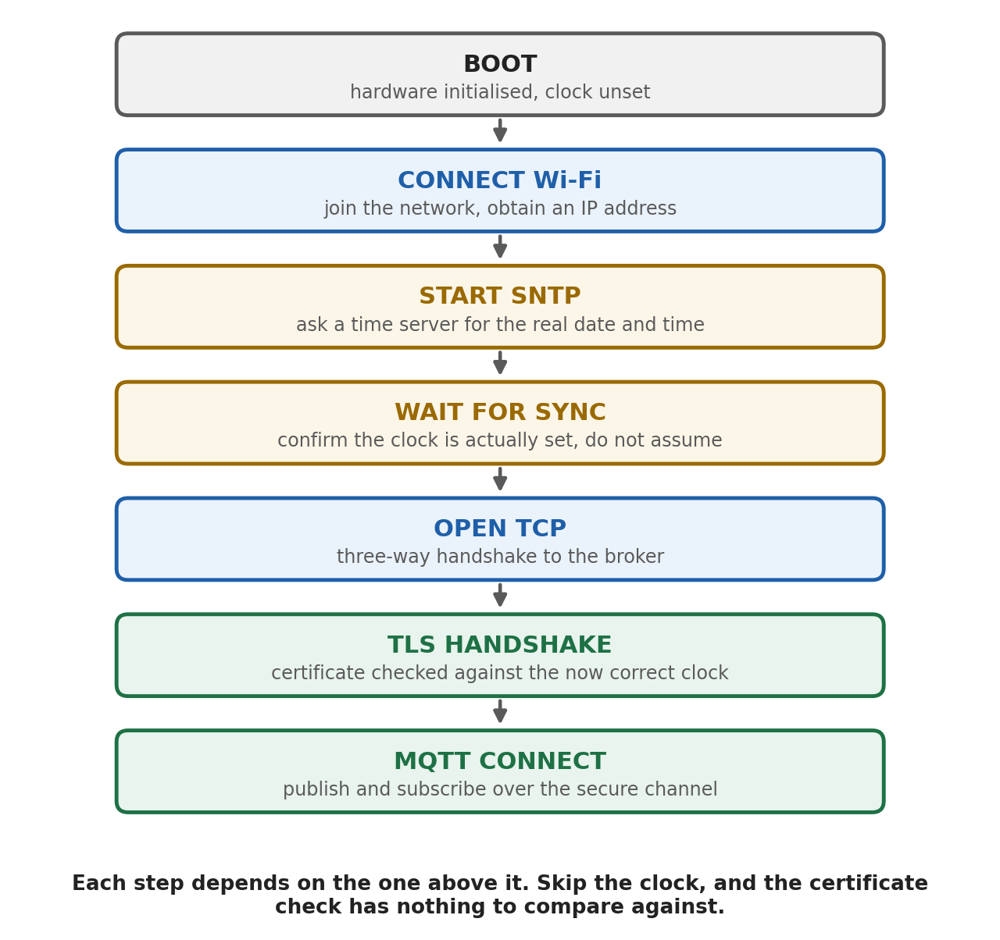 BOOT
hardware initialised, clock unset
CONNECT Wi-Fi
join the network, obtain an IP address
START SNTP
ask a time server for the real date and time
WAIT FOR SYNC
confirm the clock is actually set, do not assume
OPEN TCP
three-way handshake to the broker
TLS HANDSHAKE
certificate checked against the now correct clock
MQTT CONNECT
publish and subscribe over the secure channel
Each step depends on the one above it. Skip the clock, and the certificate
check has nothing to compare against.